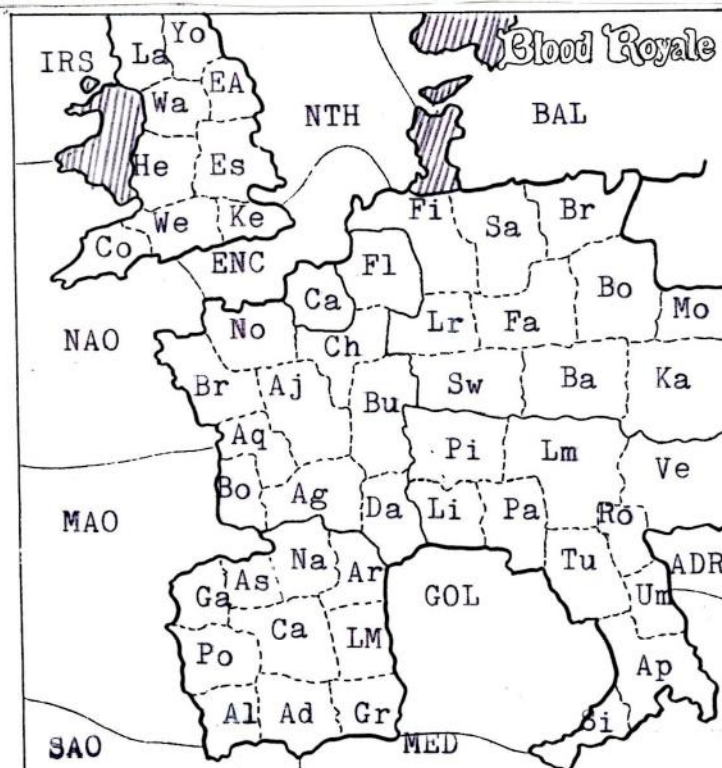 Blood Royale
Yo
La
IRS
EA
Wa
NTH
BAL
He
Es
Fi
Br
Sa
We
Ke
Co
ENC
Fl
Bo
Ca
Mo
Lr
Fa
No
NAO
Ch
Br
Aj
Sw
Ba
Ka
Bu
Aq
Pi
Lm
Ve
Bo
Ag
MAO
Da
Li
Pa
Ro
Na
Tu
ADR
As
Ar
Ga
GOL
Um
Ca
LM
Po
Ap
Al
Ad
Gr
Si
SAO
MED